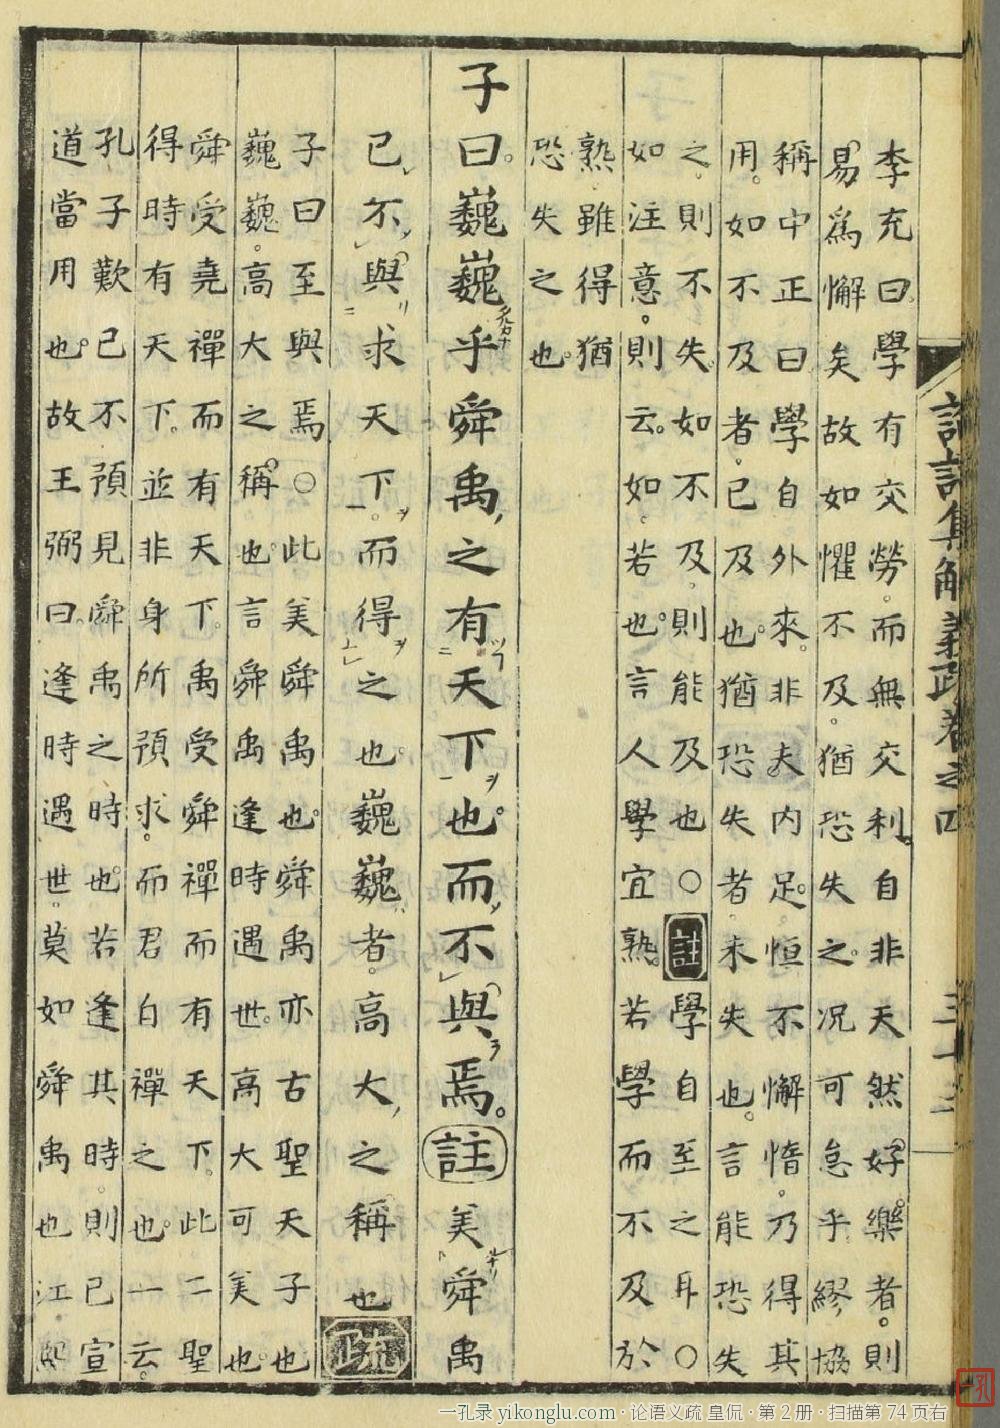 李充曰學有交勞。而無交利。自非天然好樂者。則
易爲懈矣故如懼不及。猶恐失之。况可怠乎繆協
稱中正曰學自外來。非夫内足。恒不懈惰。乃得其
用。如不及者。已及也。猶恐失者。未失也。言能恐失
之。則不失。如不及。則能及也○註學自至之耳○
如注意。則云。如。若也。言人學宜熟。若學而不及於
熟雖得猶
恐失之也。
子曰。巍巍乎舜禹之有天下也。而不與焉。註美舜禹
已不與求天下。而得之也。巍巍者。高大之稱也疏
子曰至與焉○此美舜禹也。舜禹亦古聖天子也
巍巍。高大之稱也。言舜禹逢時遇世。高大可美也。
舜受堯禪而有天下。禹受舜禪而有天下。此二聖
得時有天下。並非身所預求。而君自禪之也。一云。
孔子歎已不預見舜禹之時也。若逢其時。則已宣
道當用也。故王弼曰。逢時遇世。莫如舜禹也江熙
論語集解義疏卷之四
一孔录 yikonglu.com · 论语义疏 皇侃 · 第 2 册 · 扫描第 74 页右